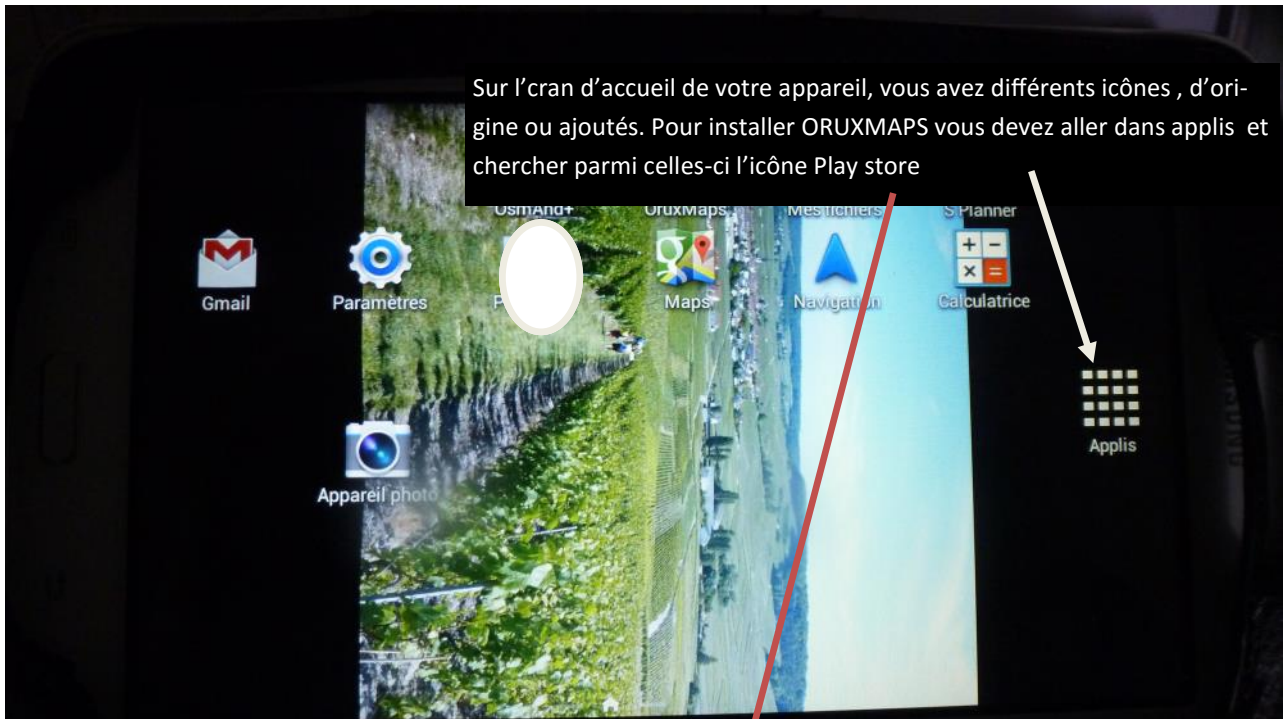 Sur l’cran d’accueil de votre appareil, vous avez différents icônes , d’ori-
gine ou ajoutés. Pour installer ORUXMAPS vous devez aller dans applis et
chercher parmi celles-ci l’icône Play store
OsmAnd+ OruxMaps Mes fichiers S Planner
Gmail Paramètres Maps Navigation Calculatrice
Applis
Appareil photo
SAMSUNG